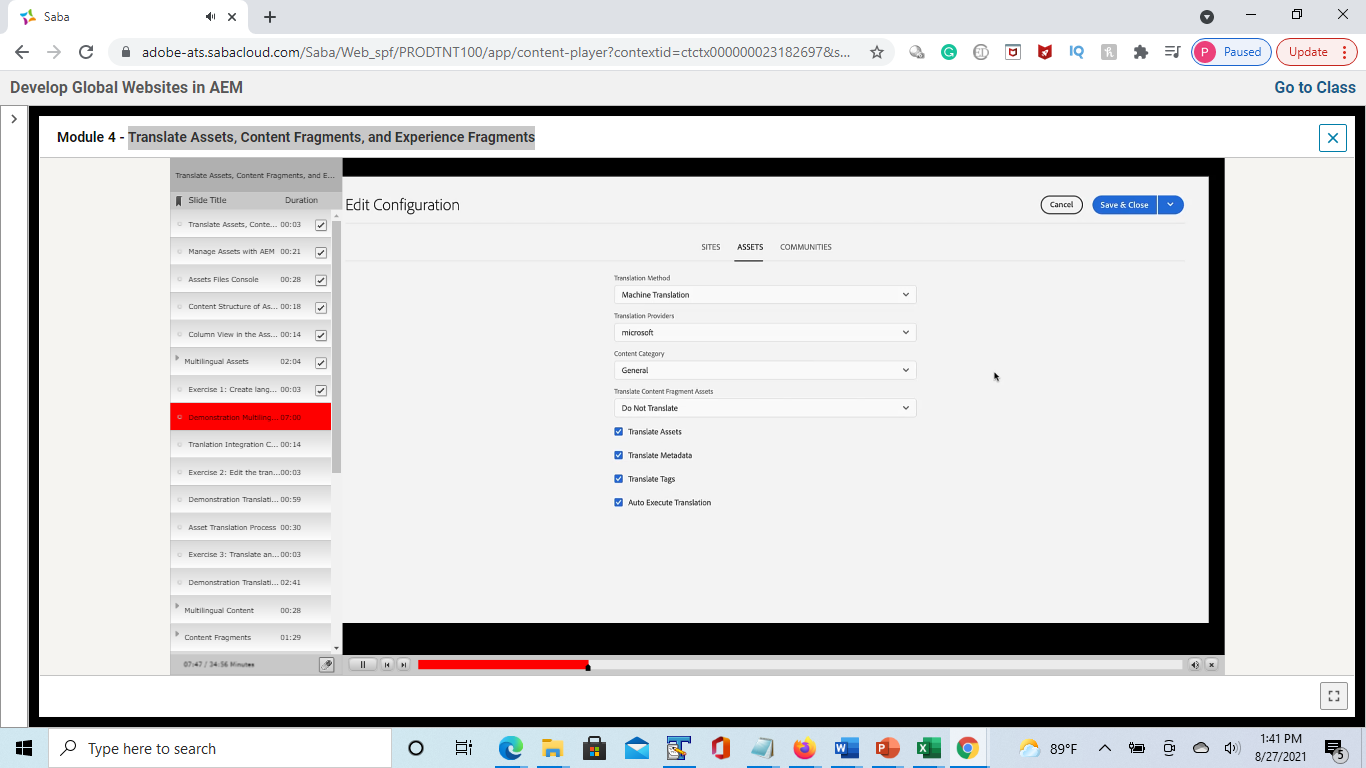 Saba
adobe-ats.sabacloud.com/Saba/Web_spf/PRODTNT100/app/content-player?contextid=ctctx000000023182697&s...
P Paused
Update
Develop Global Websites in AEM
Go to Class
Module 4 - Translate Assets, Content Fragments, and Experience Fragments
Translate Assets, Content Fragments, and E...
Slide Title Duration
Translate Assets, Conte... 00:03
Manage Assets with AEM 00:21
Assets Files Console 00:28
Content Structure of As... 00:18
Column View in the Ass... 00:14
Multilingual Assets 02:04
Exercise 1: Create lang... 00:03
Demonstration Multiling... 07:00
Tranlation Integration C... 00:14
Exercise 2: Edit the tran... 00:03
Demonstration Translati... 00:59
Asset Translation Process 00:30
Exercise 3: Translate an... 00:03
Demonstration Translati... 02:41
Multilingual Content 00:28
Content Fragments 01:29
07:47 / 34:56 Minutes
Edit Configuration
Cancel
Save & Close
SITES ASSETS COMMUNITIES
Translation Method
Machine Translation
Translation Providers
microsoft
Content Category
General
Translate Content Fragment Assets
Do Not Translate
Translate Assets
Translate Metadata
Translate Tags
Auto Execute Translation
Type here to search
89°F
1:41 PM
8/27/2021
5